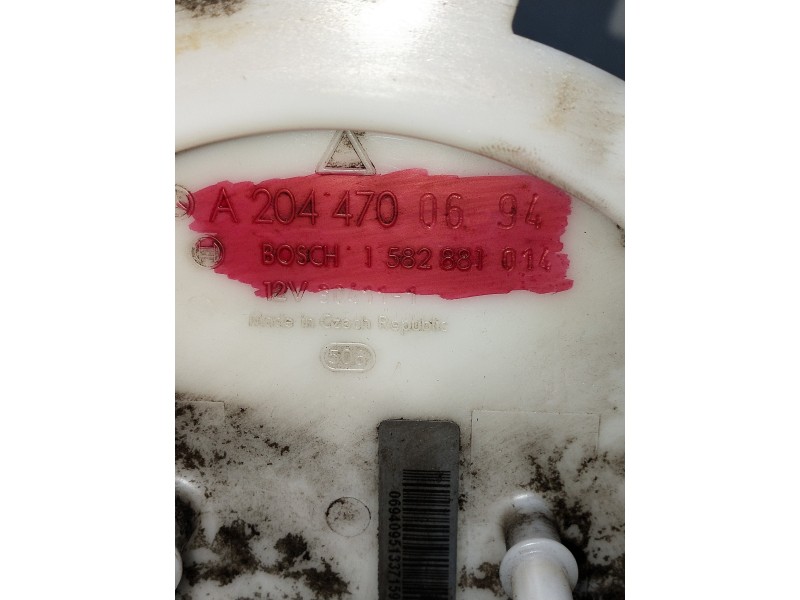 A 204 470 06 94
BOSCH 1 582 881 014
12V
Made in Czech Republic
50R